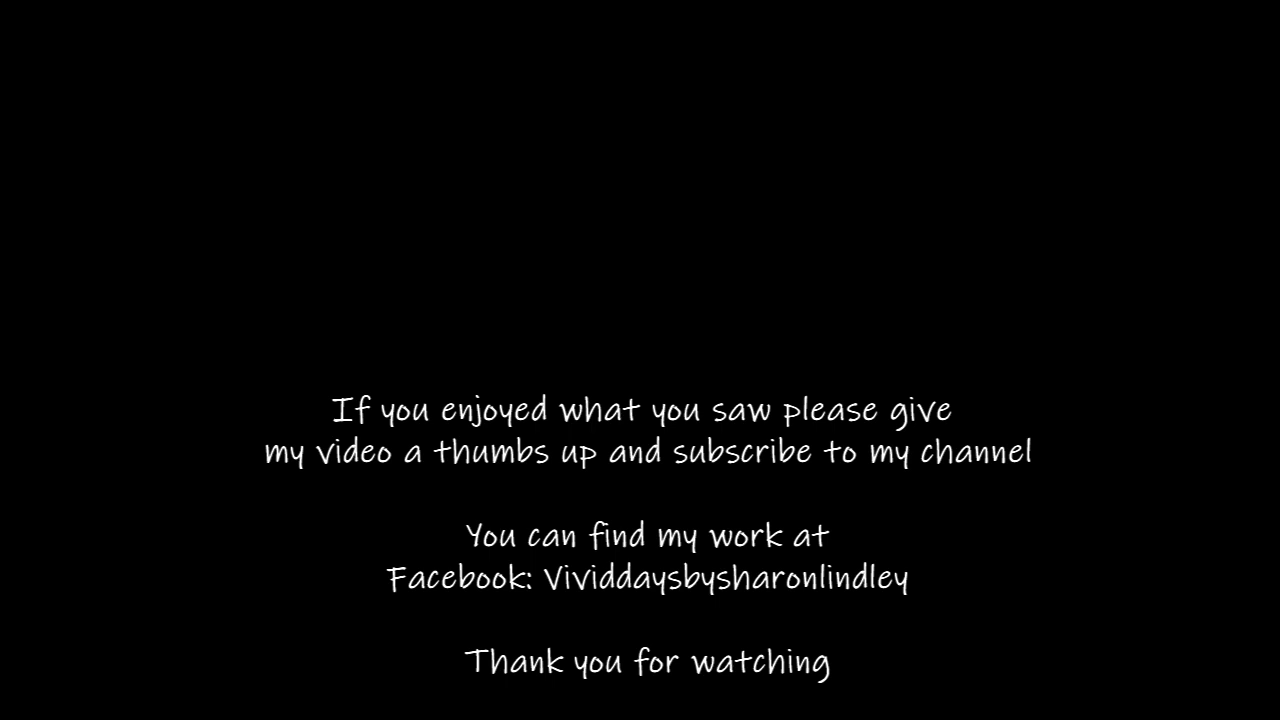 If you enjoyed what you saw please give
my video a thumbs up and subscribe to my channel
You can find my work at
Facebook: Vividdaysbysharonlindley
Thank you for watching